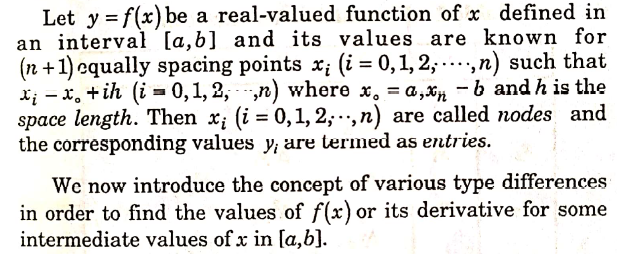 Let y = f(x) be a real-valued function of x defined in
an interval [a,b] and its values are known for
(n + 1) equally spacing points xᵢ (i = 0, 1, 2, ⋯, n) such that
xᵢ – xₒ + ih (i = 0, 1, 2, ⋯, n) where xₒ = a, xₙ – b and h is the
space length. Then xᵢ (i = 0, 1, 2, ⋯, n) are called nodes and
the corresponding values yᵢ are termed as entries.
We now introduce the concept of various type differences
in order to find the values of f(x) or its derivative for some
intermediate values of x in [a,b].